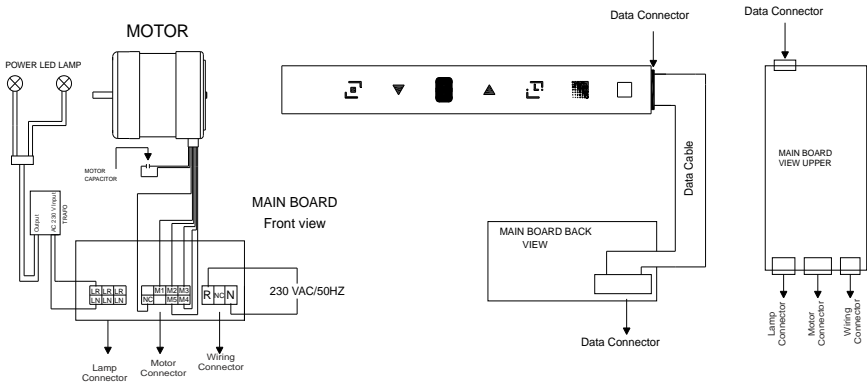 MOTOR
POWER LED LAMP
MOTOR
CAPACITOR
Output
AC 230 V Input
TRAFO
MAIN BOARD
Front view
LR LR LR
LN LN LN
M1 M2 M3
NC M5 M4
R NC N
230 VAC/50HZ
Lamp
Connector
Motor
Connector
Wiring
Connector
Data Connector
Data Cable
MAIN BOARD BACK
VIEW
Data Connector
Data Connector
MAIN BOARD
VIEW UPPER
Lamp
Connector
Motor
Connector
Wiring
Connector